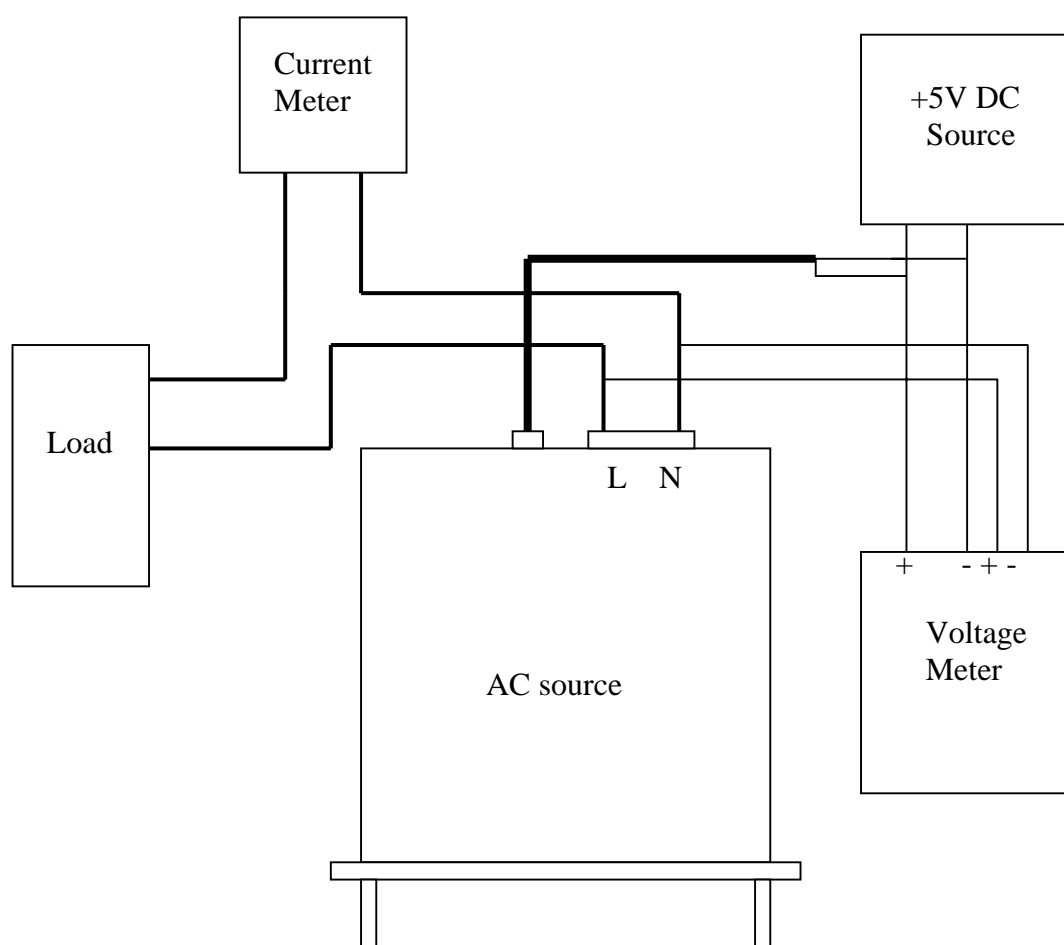 Current
Meter
+5V DC
Source
Load
L N
+ - + -
Voltage
Meter
AC source